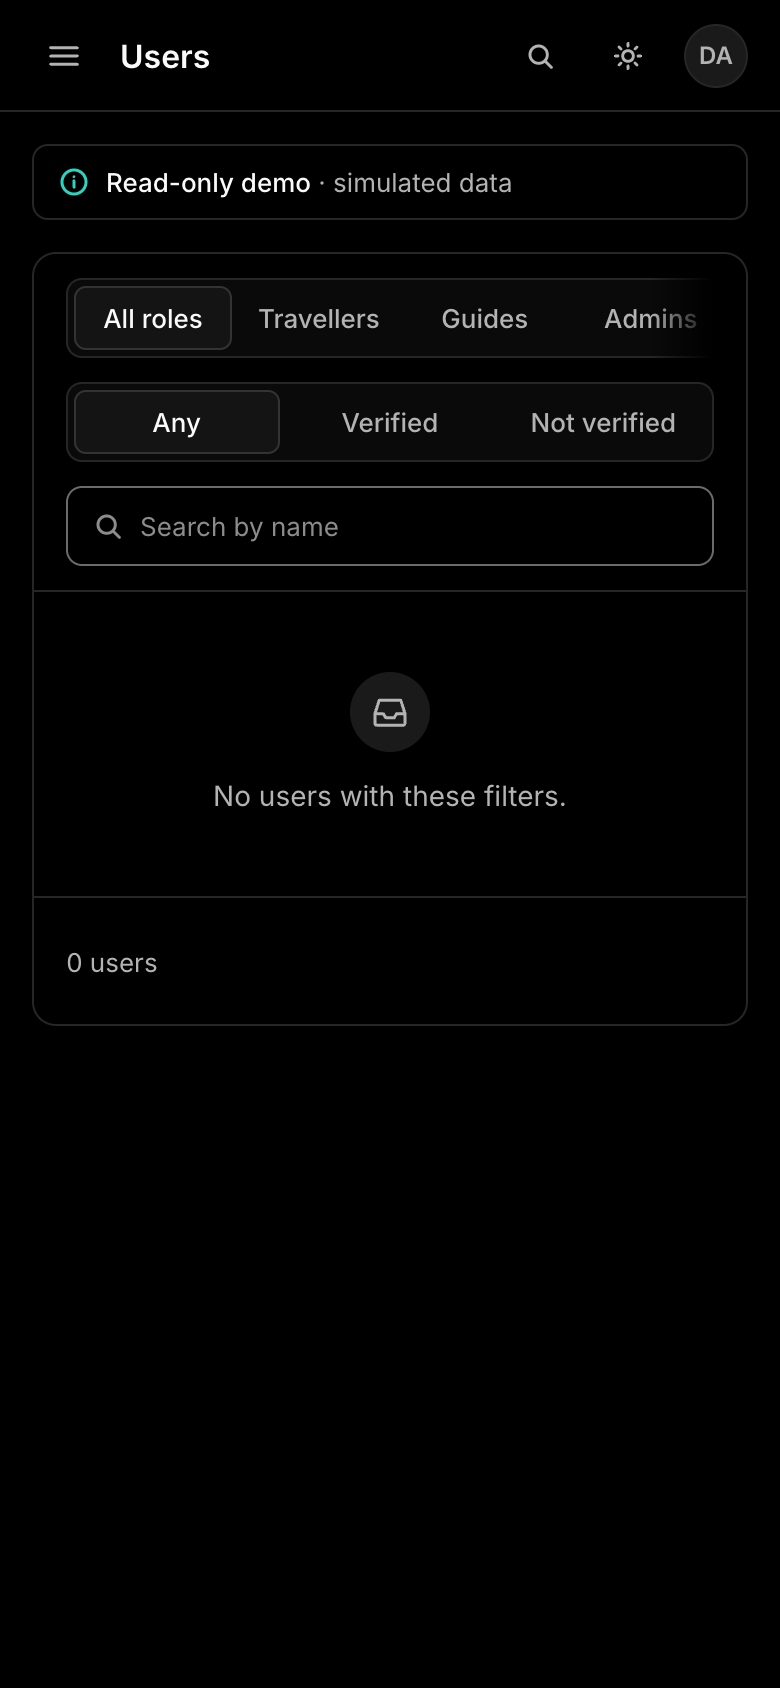 Users
DA
Read-only demo · simulated data
All roles Travellers Guides Admins
Any Verified Not verified
Search by name
No users with these filters.
0 users